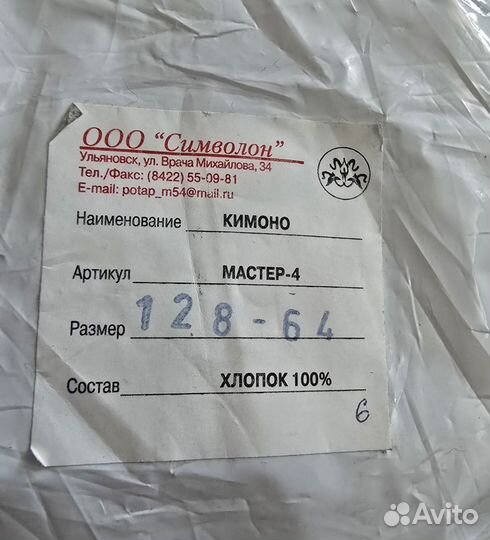 ООО "Символон"
Ульяновск, ул. Врача Михайлова, 34
Тел./Факс: (8422) 55-09-81
E-mail: potap_m54@mail.ru
Наименование КИМОНО
Артикул МАСТЕР-4
Размер 128-64
Состав ХЛОПОК 100%
6
Avito